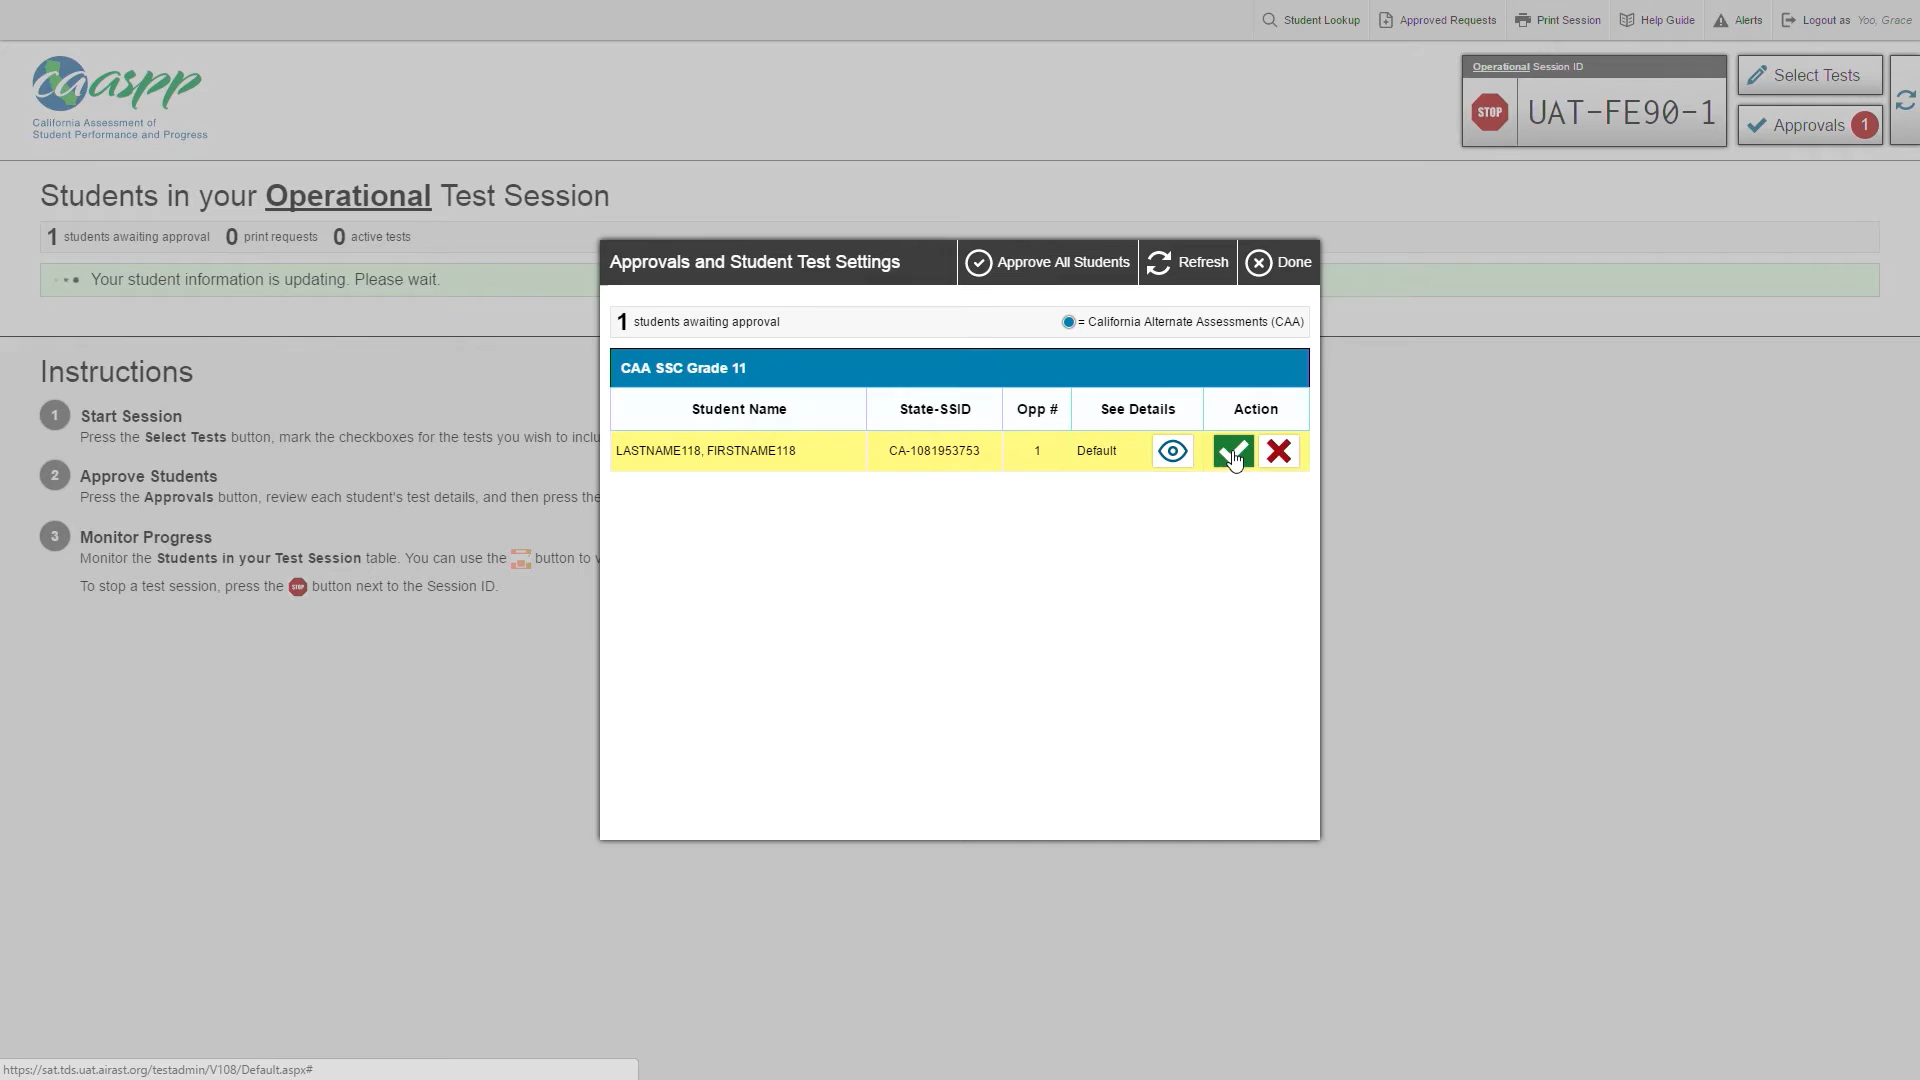 Student Lookup
Approved Requests
Print Session
Help Guide
Alerts
Logout as Yoo, Grace
caaspp
California Assessment of
Student Performance and Progress
Operational Session ID
STOP
UAT-FE90-1
Select Tests
Approvals 1
Students in your Operational Test Session
1 students awaiting approval 0 print requests 0 active tests
Your student information is updating. Please wait.
Approvals and Student Test Settings
Approve All Students
Refresh
Done
1 students awaiting approval
= California Alternate Assessments (CAA)
CAA SSC Grade 11
Student Name State-SSID Opp # See Details Action
LASTNAME118, FIRSTNAME118 CA-1081953753 1 Default
Instructions
1 Start Session
Press the Select Tests button, mark the checkboxes for the tests you wish to inclu
2 Approve Students
Press the Approvals button, review each student's test details, and then press the
3 Monitor Progress
Monitor the Students in your Test Session table. You can use the button to v
To stop a test session, press the STOP button next to the Session ID.
https://sat.tds.uat.airast.org/testadmin/V108/Default.aspx#